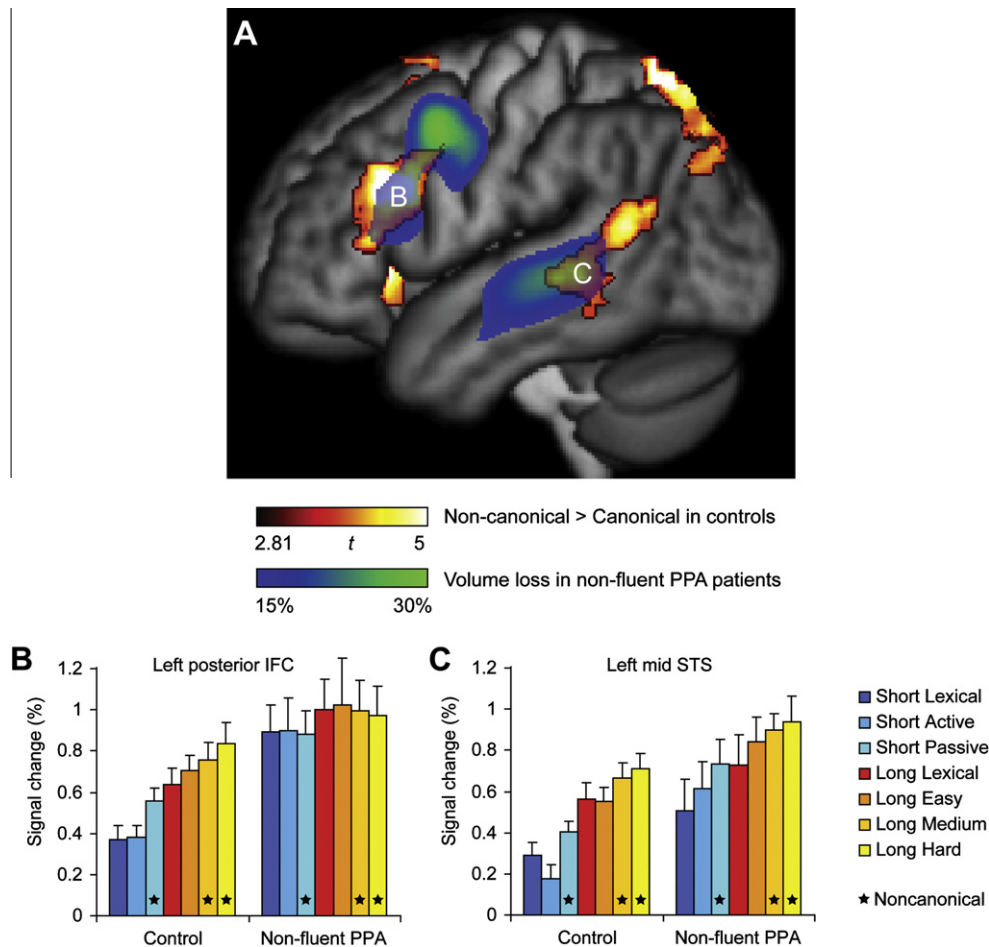 A
B
C
Non-canonical > Canonical in controls
2.81 t 5
Volume loss in non-fluent PPA patients
15% 30%
B
Left posterior IFC
Signal change (%)
1.2
1
0.8
0.6
0.4
0.2
0
Control Non-fluent PPA
C
Left mid STS
Signal change (%)
1.2
1
0.8
0.6
0.4
0.2
0
Control Non-fluent PPA
Short Lexical
Short Active
Short Passive
Long Lexical
Long Easy
Long Medium
Long Hard
★ Noncanonical